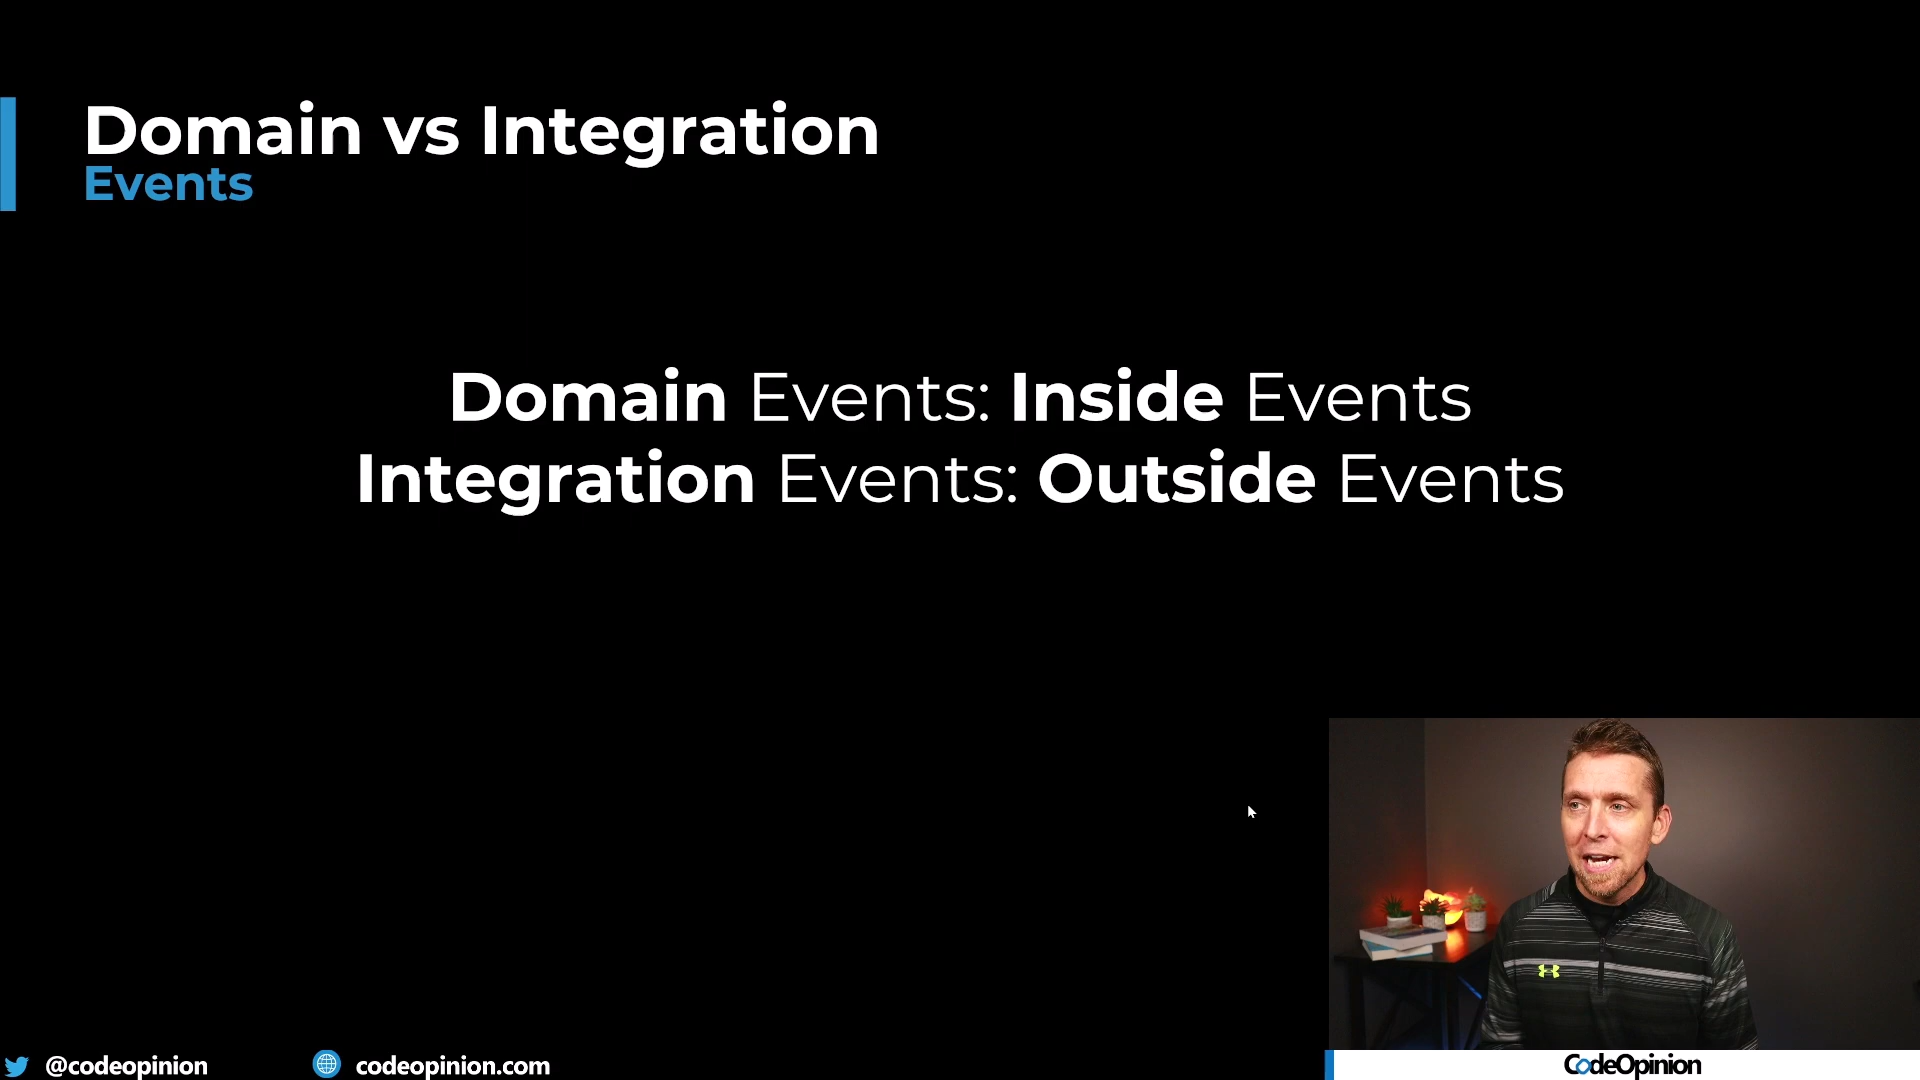 Domain vs Integration
Events
Domain Events: Inside Events
Integration Events: Outside Events
@codeopinion
codeopinion.com
CodeOpinion